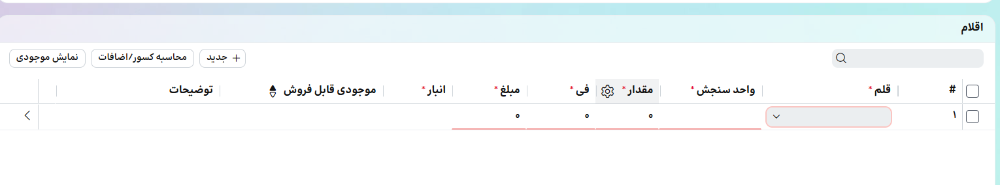 اقلام
+ جدید محاسبه کسور/اضافات نمایش موجودی
# قلم * واحد سنجش * مقدار * فی * مبلغ * انبار * موجودی قابل فروش توضیحات
۱ ۰ ۰ ۰